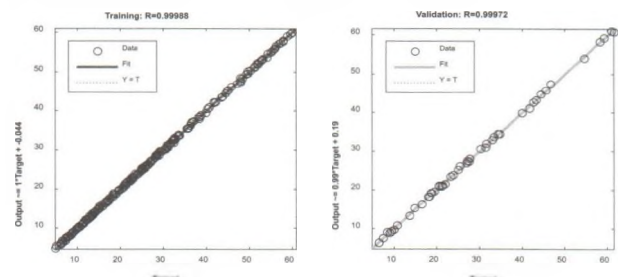 Training: R=0.99988
Output ~= 1*Target + -0.044
60
50
40
30
20
10
Data
Fit
Y = T
10 20 30 40 50 60
Validation: R=0.99972
Output ~= 0.99*Target + 0.19
60
50
40
30
20
10
Data
Fit
Y = T
10 20 30 40 50 60